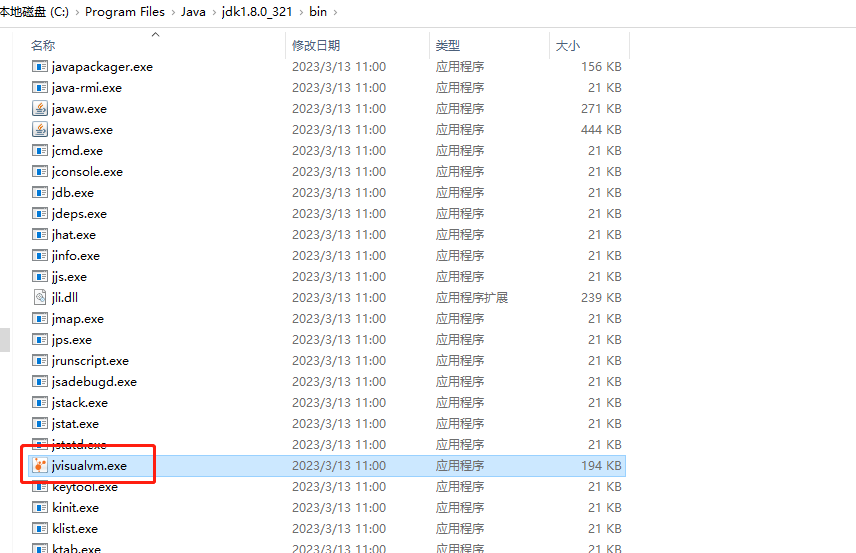 本地磁盘 (C:) › Program Files › Java › jdk1.8.0_321 › bin ›
名称 修改日期 类型 大小
javapackager.exe 2023/3/13 11:00 应用程序 156 KB
java-rmi.exe 2023/3/13 11:00 应用程序 21 KB
javaw.exe 2023/3/13 11:00 应用程序 271 KB
javaws.exe 2023/3/13 11:00 应用程序 444 KB
jcmd.exe 2023/3/13 11:00 应用程序 21 KB
jconsole.exe 2023/3/13 11:00 应用程序 21 KB
jdb.exe 2023/3/13 11:00 应用程序 21 KB
jdeps.exe 2023/3/13 11:00 应用程序 21 KB
jhat.exe 2023/3/13 11:00 应用程序 21 KB
jinfo.exe 2023/3/13 11:00 应用程序 21 KB
jjs.exe 2023/3/13 11:00 应用程序 21 KB
jli.dll 2023/3/13 11:00 应用程序扩展 239 KB
jmap.exe 2023/3/13 11:00 应用程序 21 KB
jps.exe 2023/3/13 11:00 应用程序 21 KB
jrunscript.exe 2023/3/13 11:00 应用程序 21 KB
jsadebugd.exe 2023/3/13 11:00 应用程序 21 KB
jstack.exe 2023/3/13 11:00 应用程序 21 KB
jstat.exe 2023/3/13 11:00 应用程序 21 KB
jstatd.exe 2023/3/13 11:00 应用程序 21 KB
jvisualvm.exe 2023/3/13 11:00 应用程序 194 KB
keytool.exe 2023/3/13 11:00 应用程序 21 KB
kinit.exe 2023/3/13 11:00 应用程序 21 KB
klist.exe 2023/3/13 11:00 应用程序 21 KB
ktab.exe 2023/3/13 11:00 应用程序 21 KB